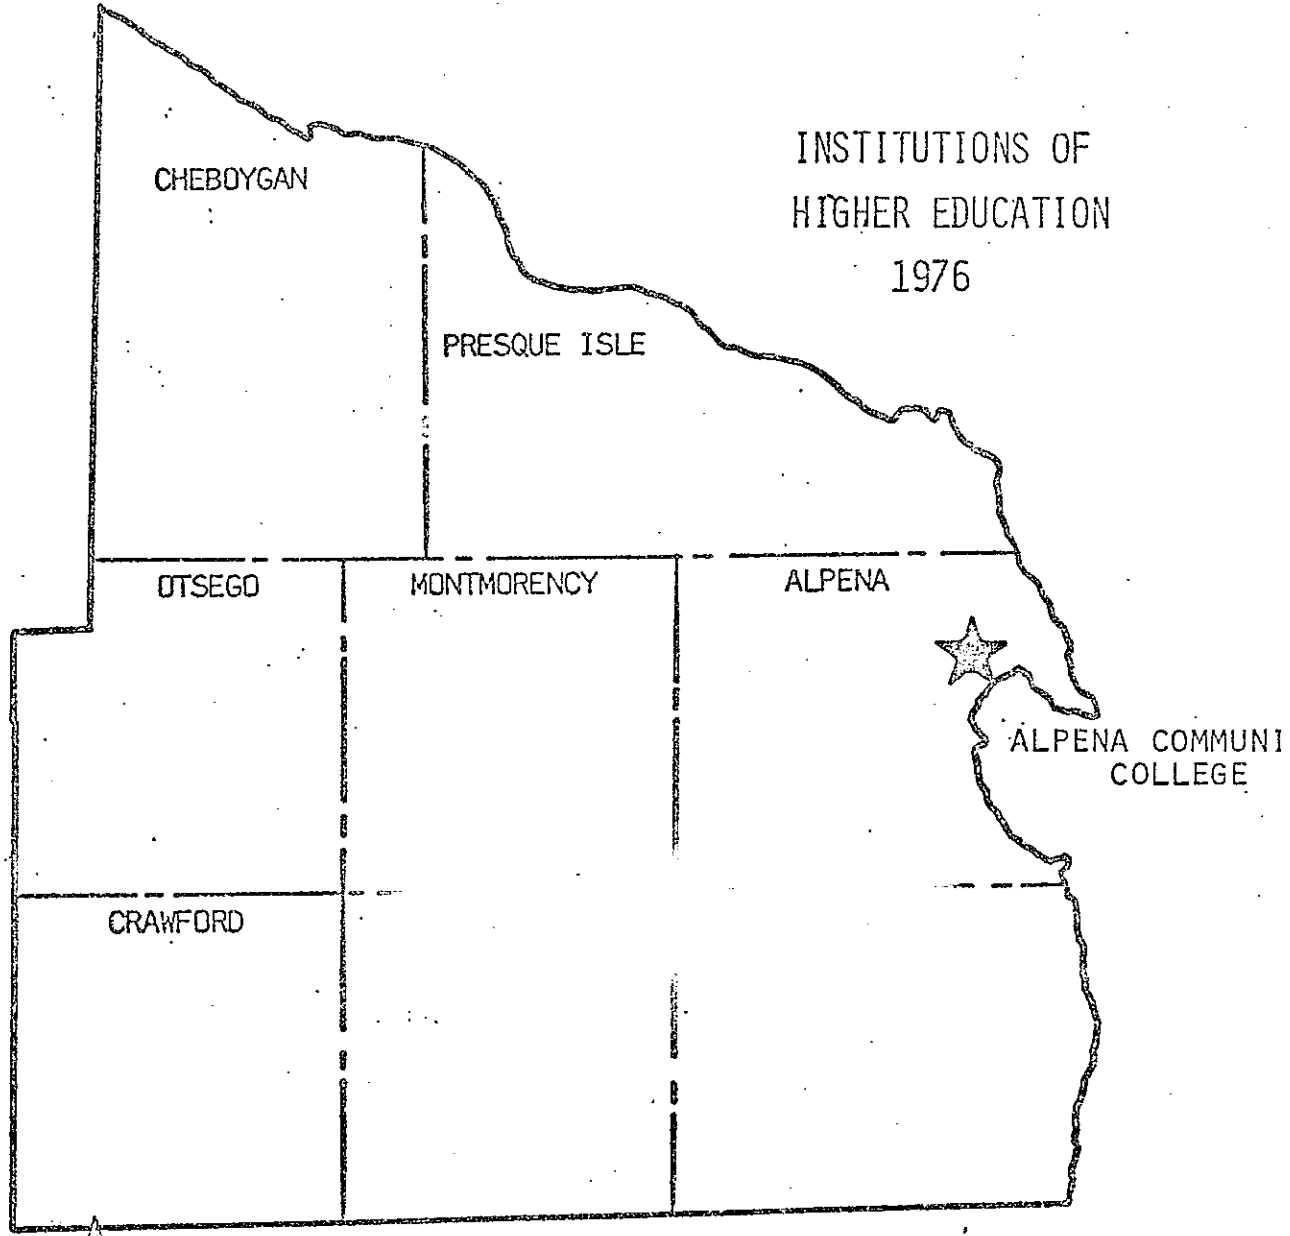 INSTITUTIONS OF
HIGHER EDUCATION
1976
CHEBOYGAN
PRESQUE ISLE
OTSEGO
MONTMORENCY
ALPENA
ALPENA COMMUNI
COLLEGE
CRAWFORD